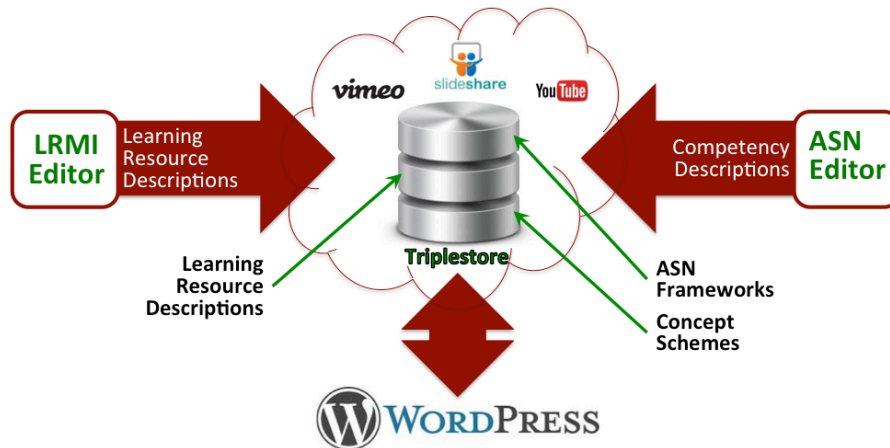 slideshare
vimeo
YouTube
LRMI
Editor
Learning
Resource
Descriptions
Competency
Descriptions
ASN
Editor
Triplestore
Learning
Resource
Descriptions
ASN
Frameworks
Concept
Schemes
WORDPRESS